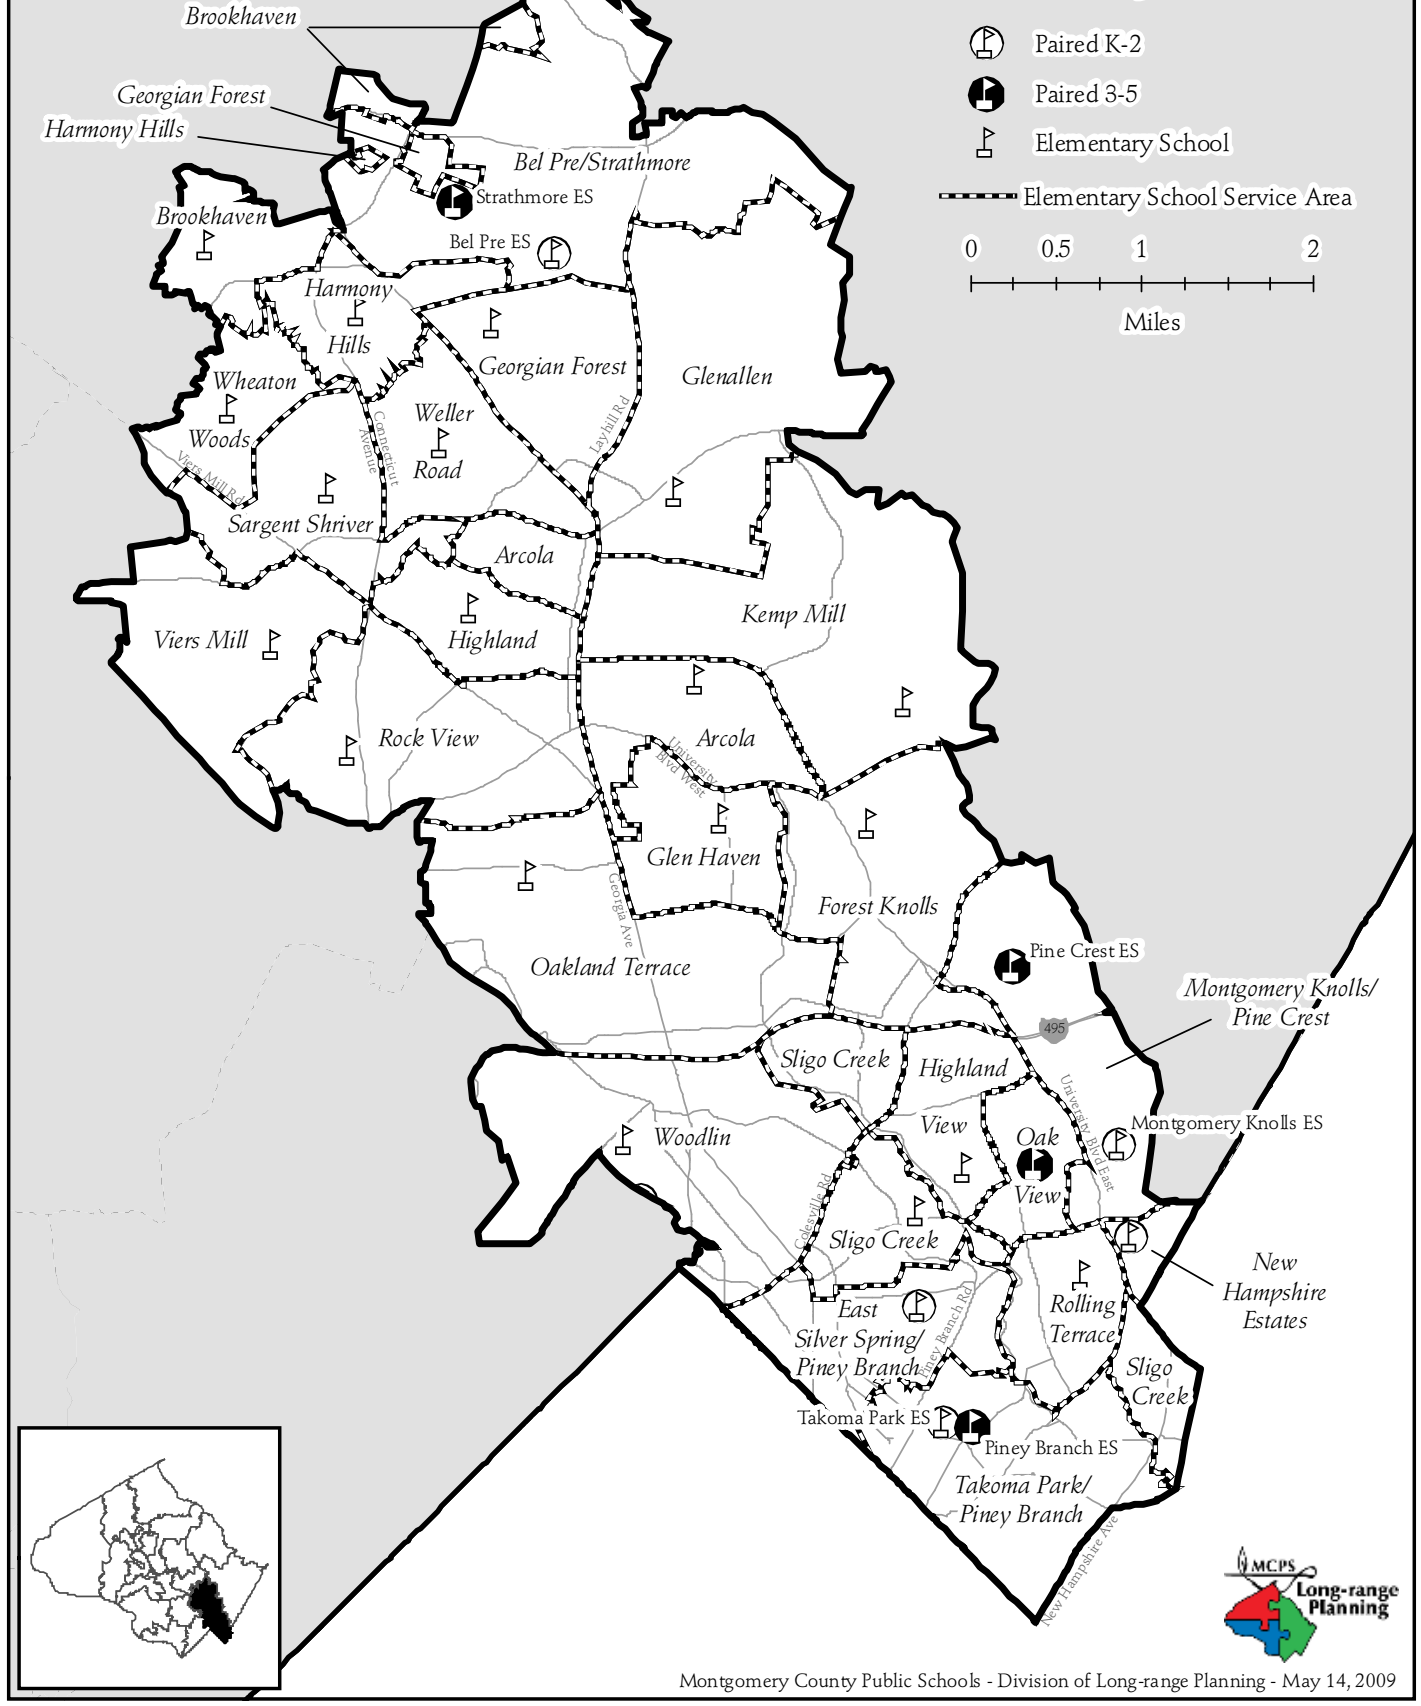 Brookhaven
Paired K-2
Georgian Forest
Paired 3-5
Harmony Hills
Elementary School
Bel Pre/Strathmore
Strathmore ES
Elementary School Service Area
Brookhaven
Bel Pre ES
0 0.5 1 2
Miles
Harmony
Hills
Georgian Forest
Glenallen
Wheaton
Woods
Weller
Road
Layhill Rd
Connecticut
Avenue
Viers Mill Rd
Sargent Shriver
Arcola
Kemp Mill
Viers Mill
Highland
Rock View
Arcola
University
Blvd West
Glen Haven
Georgia Ave
Forest Knolls
Oakland Terrace
Pine Crest ES
Montgomery Knolls/
Pine Crest
495
Sligo Creek
Highland
View
University Blvd East
Montgomery Knolls ES
Woodlin
Oak
View
Colesville Rd
Sligo Creek
New
Hampshire
Estates
East
Silver Spring/
Piney Branch
Piney Branch Rd
Rolling
Terrace
Sligo
Creek
Takoma Park ES
Piney Branch ES
Takoma Park/
Piney Branch
New Hampshire Ave
MCPS
Long-range
Planning
Montgomery County Public Schools - Division of Long-range Planning - May 14, 2009